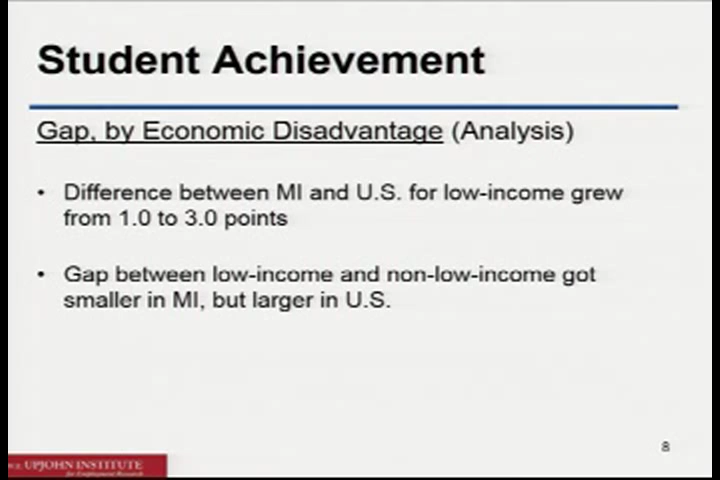 Student Achievement
Gap, by Economic Disadvantage (Analysis)
• Difference between MI and U.S. for low-income grew
from 1.0 to 3.0 points
• Gap between low-income and non-low-income got
smaller in MI, but larger in U.S.
8
W.E. UPJOHN INSTITUTE
for Employment Research